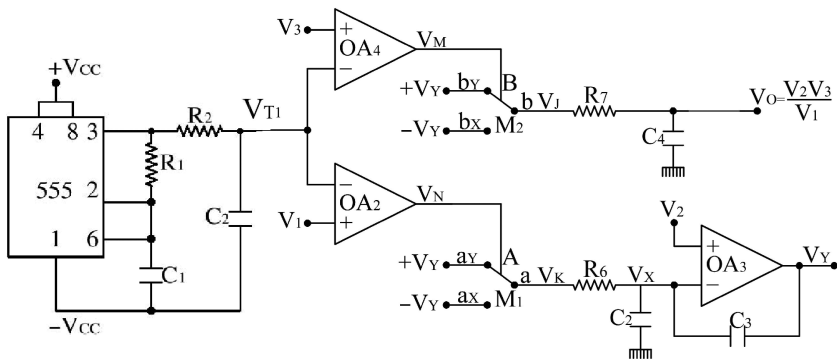 +VCC
4 8 3
555 2
1 6
R1
C1
-VCC
R2
C2
VT1
V3
+
-
OA4
VM
+VY bY B
b VJ
-VY bX M2
R7
C4
VO=V2V3/V1
V1
-
+
OA2
VN
+VY aY A
a VK
-VY aX M1
R6
VX
C2
V2
+
-
OA3
VY
C3